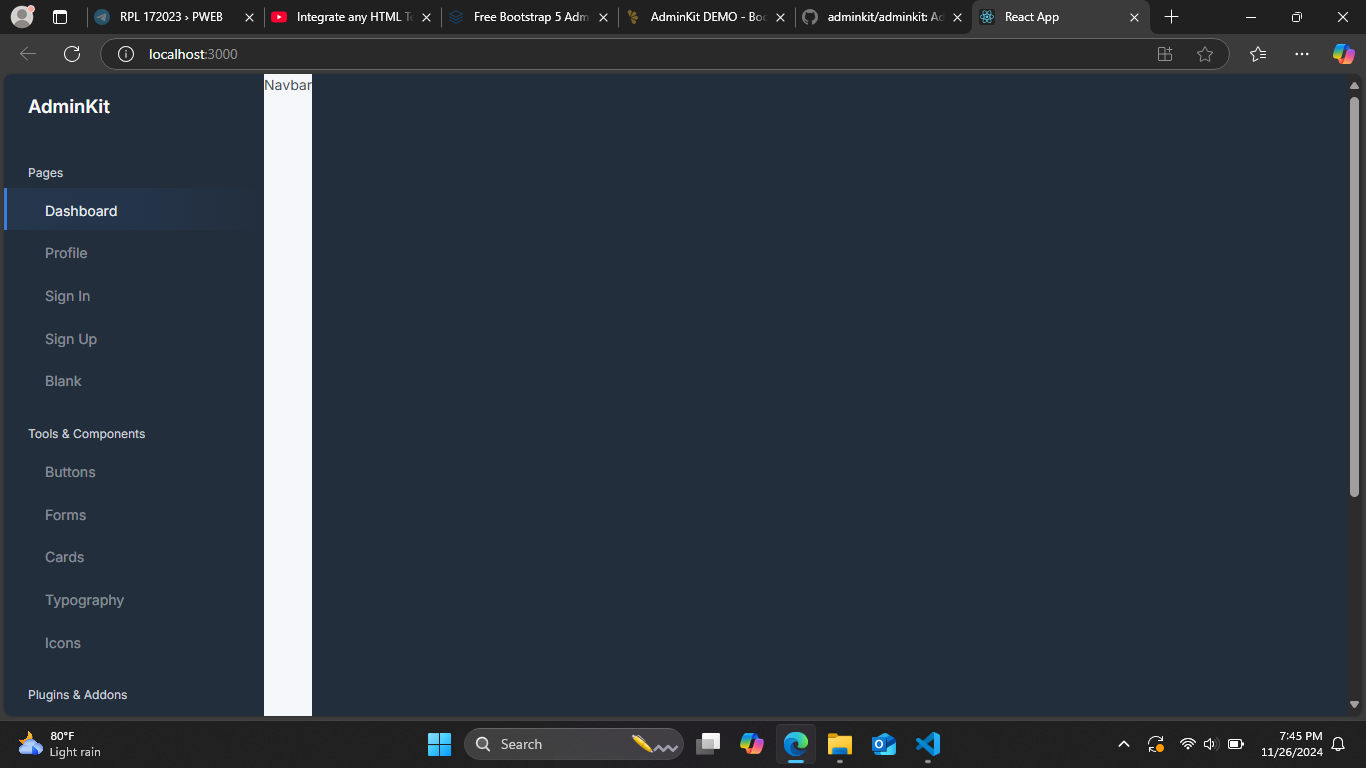 RPL 172023 › PWEB
Integrate any HTML Te
Free Bootstrap 5 Adm
AdminKit DEMO - Boo
adminkit/adminkit: Ad
React App
localhost:3000
AdminKit
Navbar
Pages
Dashboard
Profile
Sign In
Sign Up
Blank
Tools & Components
Buttons
Forms
Cards
Typography
Icons
Plugins & Addons
80°F
Light rain
Search
7:45 PM
11/26/2024